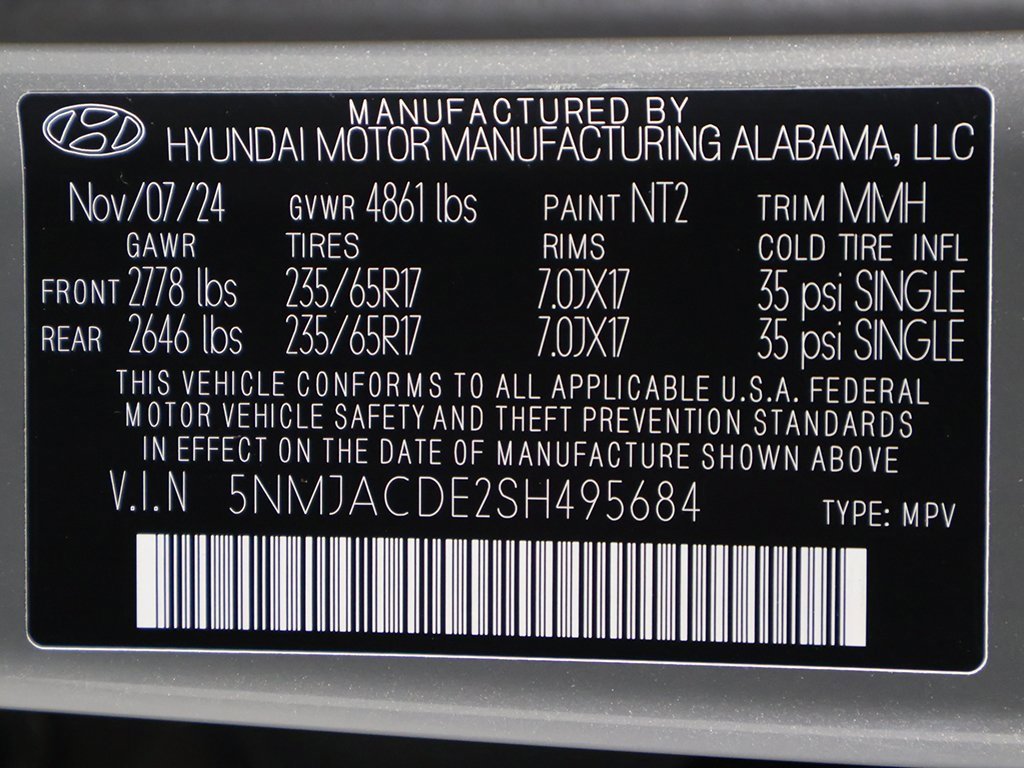 MANUFACTURED BY
HYUNDAI MOTOR MANUFACTURING ALABAMA, LLC
Nov/07/24 GVWR 4861 lbs PAINT NT2 TRIM MMH
GAWR TIRES RIMS COLD TIRE INFL
FRONT 2778 lbs 235/65R17 7.0JX17 35 psi SINGLE
REAR 2646 lbs 235/65R17 7.0JX17 35 psi SINGLE
THIS VEHICLE CONFORMS TO ALL APPLICABLE U.S.A. FEDERAL
MOTOR VEHICLE SAFETY AND THEFT PREVENTION STANDARDS
IN EFFECT ON THE DATE OF MANUFACTURE SHOWN ABOVE
V.I.N 5NMJACDE2SH495684 TYPE: MPV